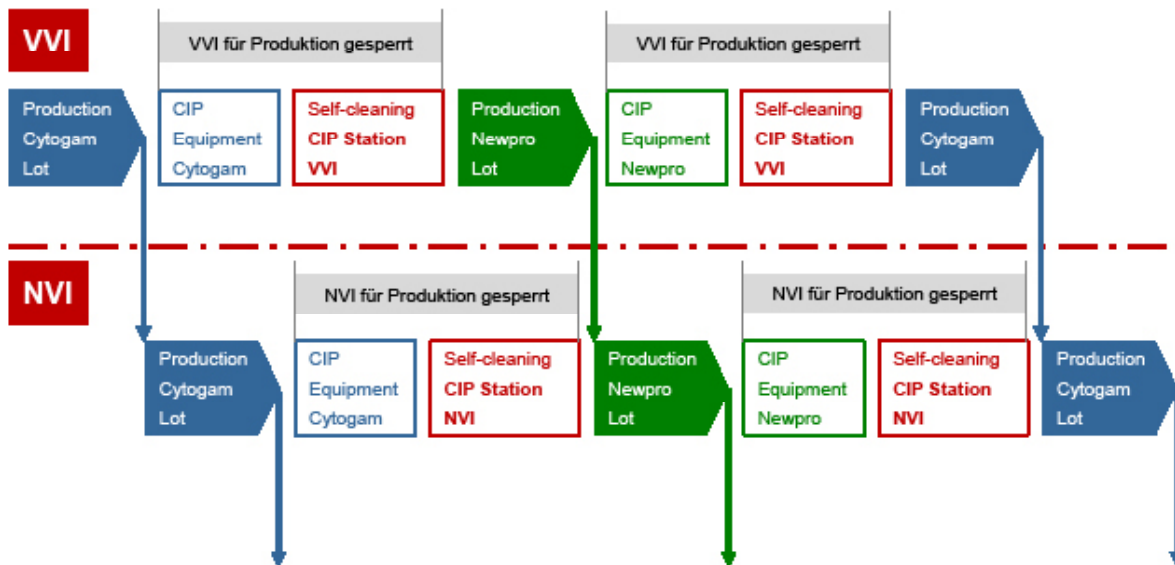 VVI
VVI für Produktion gesperrt
VVI für Produktion gesperrt
Production
Cytogam
Lot
CIP
Equipment
Cytogam
Self-cleaning
CIP Station
VVI
Production
Newpro
Lot
CIP
Equipment
Newpro
Self-cleaning
CIP Station
VVI
Production
Cytogam
Lot
NVI
NVI für Produktion gesperrt
NVI für Produktion gesperrt
Production
Cytogam
Lot
CIP
Equipment
Cytogam
Self-cleaning
CIP Station
NVI
Production
Newpro
Lot
CIP
Equipment
Newpro
Self-cleaning
CIP Station
NVI
Production
Cytogam
Lot